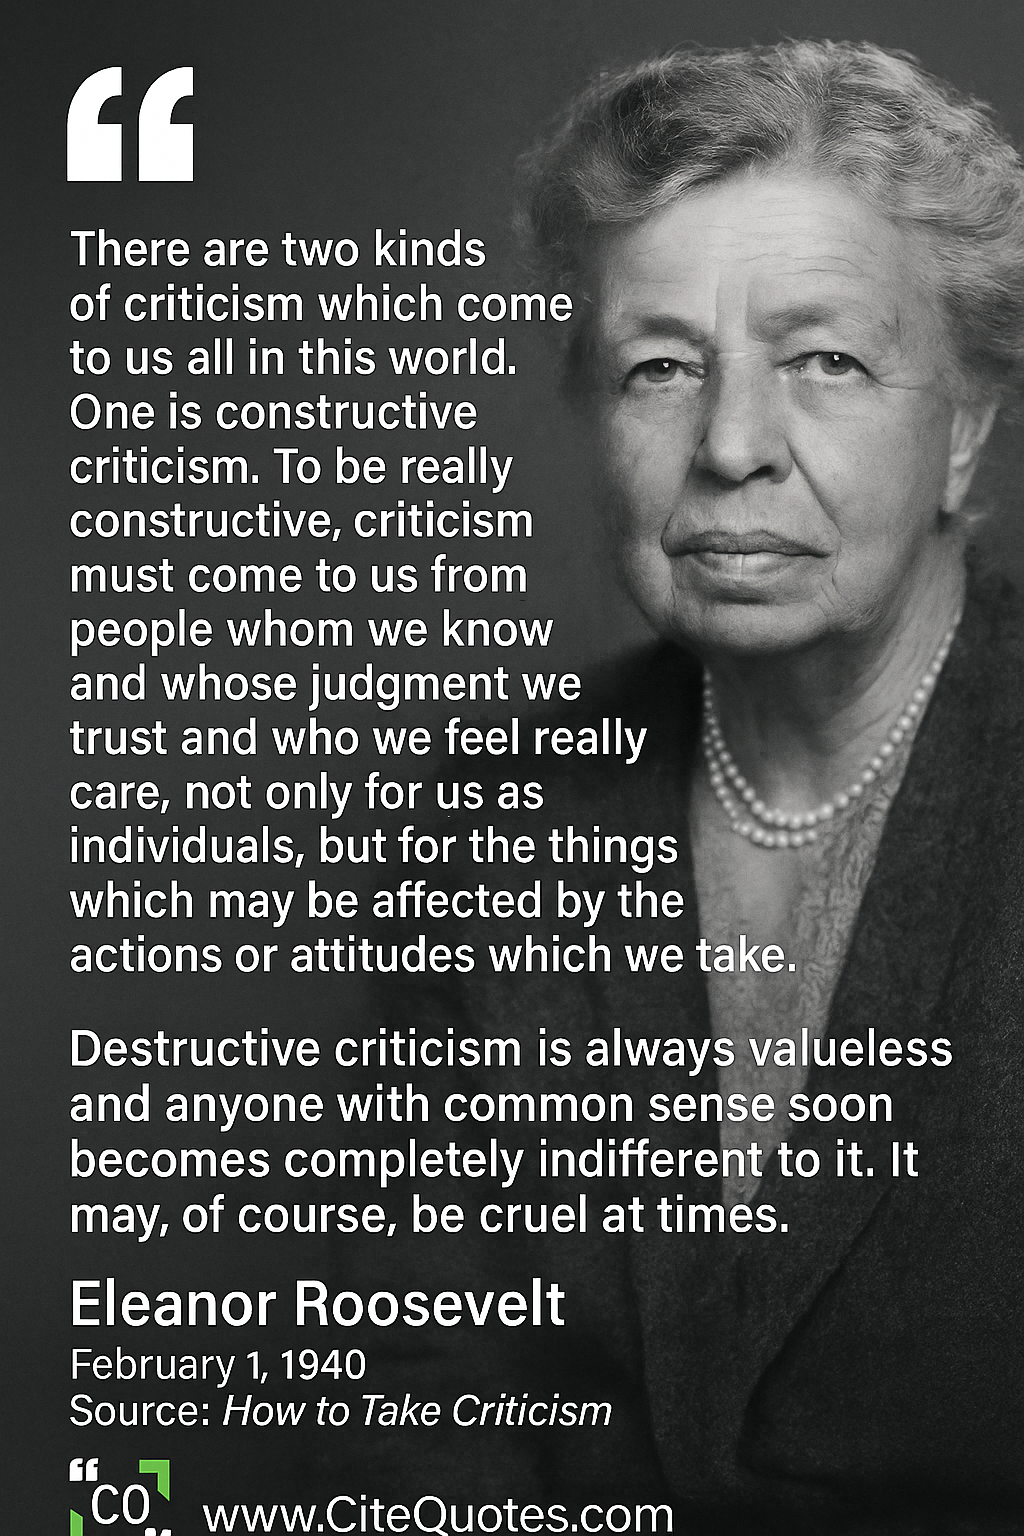 “
There are two kinds
of criticism which come
to us all in this world.
One is constructive
criticism. To be really
constructive, criticism
must come to us from
people whom we know
and whose judgment we
trust and who we feel really
care, not only for us as
individuals, but for the things
which may be affected by the
actions or attitudes which we take.
Destructive criticism is always valueless
and anyone with common sense soon
becomes completely indifferent to it. It
may, of course, be cruel at times.
Eleanor Roosevelt
February 1, 1940
Source: How to Take Criticism
“CO”
www.CiteQuotes.com